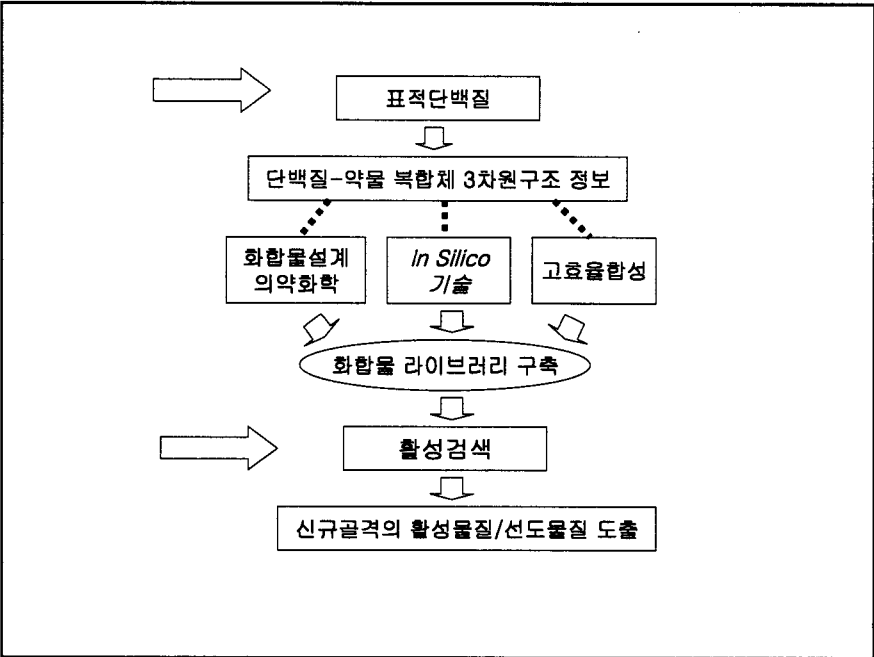 표적단백질
단백질-약물 복합체 3차원구조 정보
화합물설계
의약화학
In Silico
기술
고효율합성
화합물 라이브러리 구축
활성검색
신규골격의 활성물질/선도물질 도출